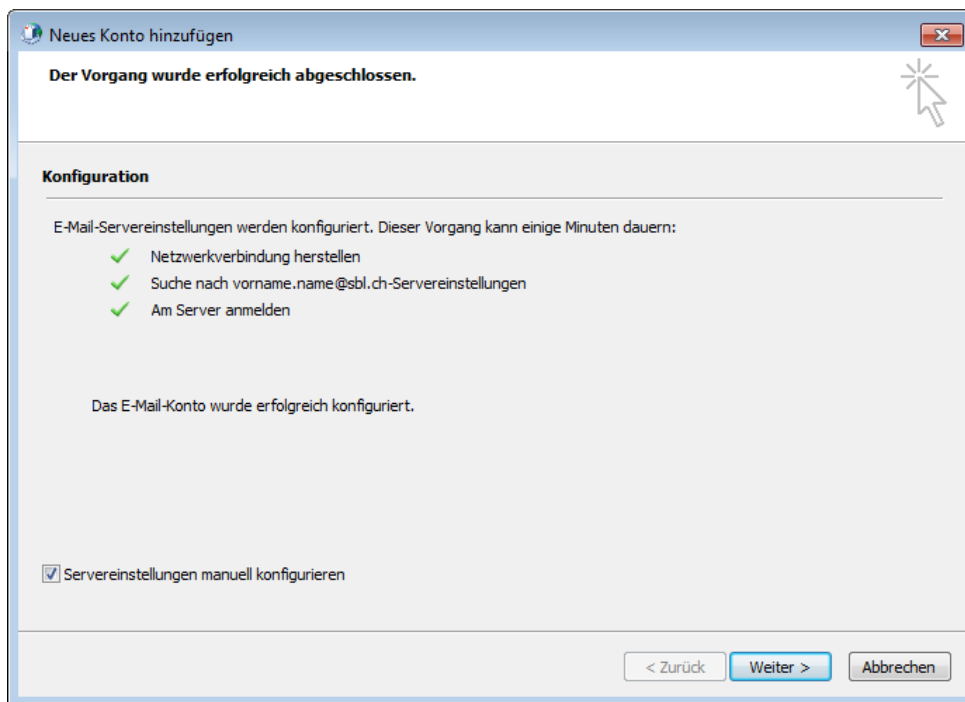 Neues Konto hinzufügen
Der Vorgang wurde erfolgreich abgeschlossen.
Konfiguration
E-Mail-Servereinstellungen werden konfiguriert. Dieser Vorgang kann einige Minuten dauern:
Netzwerkverbindung herstellen
Suche nach vorname.name@sbl.ch-Servereinstellungen
Am Server anmelden
Das E-Mail-Konto wurde erfolgreich konfiguriert.
Servereinstellungen manuell konfigurieren
< Zurück Weiter > Abbrechen